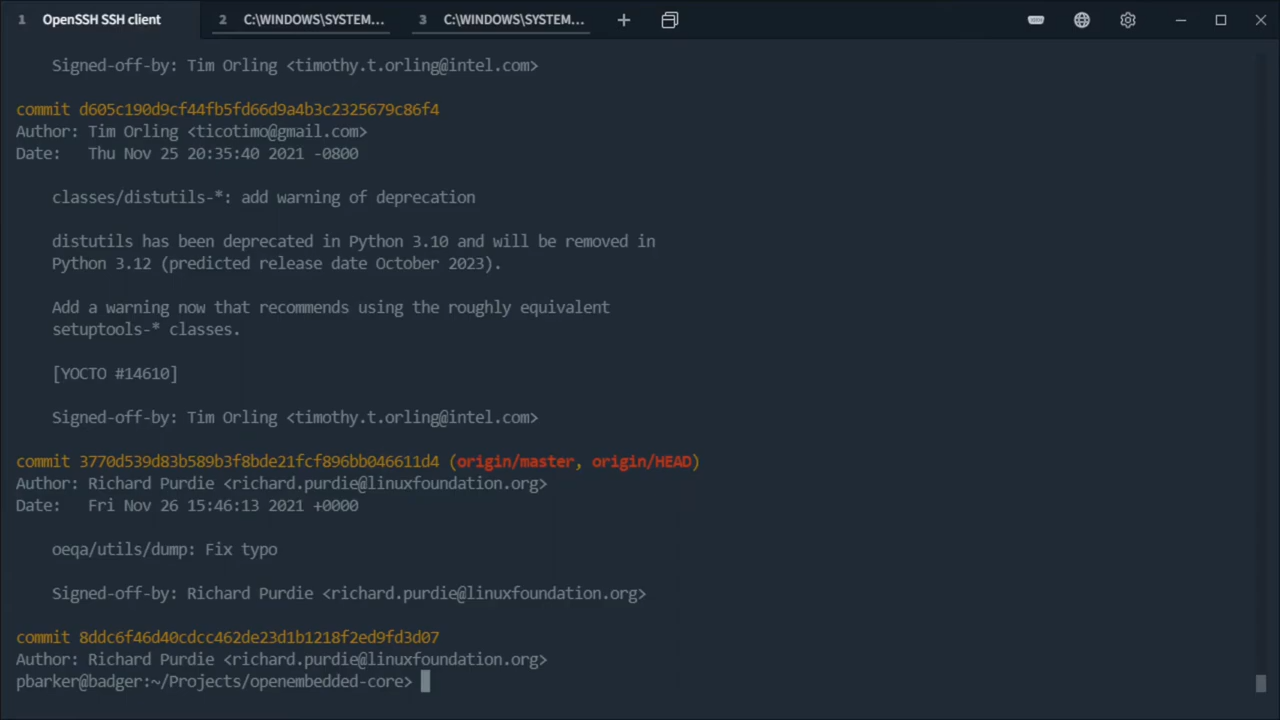 1 OpenSSH SSH client 2 C:\WINDOWS\SYSTEM... 3 C:\WINDOWS\SYSTEM...
Signed-off-by: Tim Orling <timothy.t.orling@intel.com>
commit d605c190d9cf44fb5fd66d9a4b3c2325679c86f4
Author: Tim Orling <ticotimo@gmail.com>
Date:   Thu Nov 25 20:35:40 2021 -0800
classes/distutils-*: add warning of deprecation
distutils has been deprecated in Python 3.10 and will be removed in
Python 3.12 (predicted release date October 2023).
Add a warning now that recommends using the roughly equivalent
setuptools-* classes.
[YOCTO #14610]
Signed-off-by: Tim Orling <timothy.t.orling@intel.com>
commit 3770d539d83b589b3f8bde21fcf896bb046611d4 (origin/master, origin/HEAD)
Author: Richard Purdie <richard.purdie@linuxfoundation.org>
Date:   Fri Nov 26 15:46:13 2021 +0000
oeqa/utils/dump: Fix typo
Signed-off-by: Richard Purdie <richard.purdie@linuxfoundation.org>
commit 8ddc6f46d40cdcc462de23d1b1218f2ed9fd3d07
Author: Richard Purdie <richard.purdie@linuxfoundation.org>
pbarker@badger:~/Projects/openembedded-core>